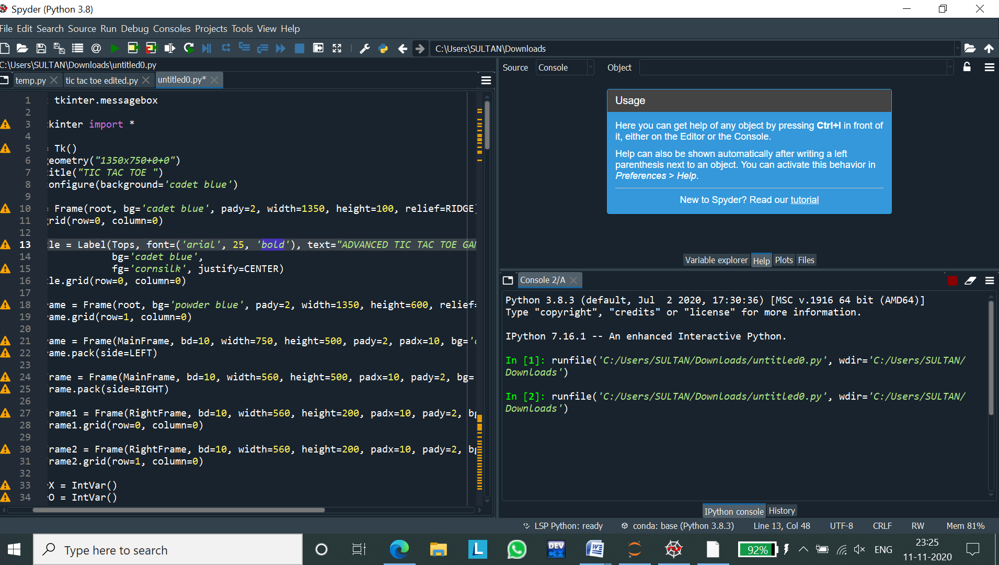 Spyder (Python 3.8)
File Edit Search Source Run Debug Consoles Projects Tools View Help
C:\Users\SULTAN\Downloads
C:\Users\SULTAN\Downloads\untitled0.py
temp.py tic tac toe edited.py untitled0.py*
1 tkinter.messagebox
2
3 kinter import *
4
5 = Tk()
6 geometry("1350x750+0+0")
7 itle("TIC TAC TOE ")
8 onfigure(background='cadet blue')
9
10 = Frame(root, bg='cadet blue', pady=2, width=1350, height=100, relief=RIDGE)
11 grid(row=0, column=0)
12
13 le = Label(Tops, font=('arial', 25, 'bold'), text="ADVANCED TIC TAC TOE GAM
14 bg='cadet blue',
15 fg='cornsilk', justify=CENTER)
16 le.grid(row=0, column=0)
17
18 rame = Frame(root, bg='powder blue', pady=2, width=1350, height=600, relief=
19 ame.grid(row=1, column=0)
20
21 ame = Frame(MainFrame, bd=10, width=750, height=500, pady=2, padx=10, bg='c
22 ame.pack(side=LEFT)
23
24 rame = Frame(MainFrame, bd=10, width=560, height=500, padx=10, pady=2, bg=
25 rame.pack(side=RIGHT)
26
27 rame1 = Frame(RightFrame, bd=10, width=560, height=200, padx=10, pady=2, bg
28 rame1.grid(row=0, column=0)
29
30 rame2 = Frame(RightFrame, bd=10, width=560, height=200, padx=10, pady=2, bg
31 rame2.grid(row=1, column=0)
32
33 X = IntVar()
34 O = IntVar()
Source Console Object
Usage
Here you can get help of any object by pressing Ctrl+I in front of
it, either on the Editor or the Console.
Help can also be shown automatically after writing a left
parenthesis next to an object. You can activate this behavior in
Preferences > Help.
New to Spyder? Read our tutorial
Variable explorer Help Plots Files
Console 2/A
Python 3.8.3 (default, Jul  2 2020, 17:30:36) [MSC v.1916 64 bit (AMD64)]
Type "copyright", "credits" or "license" for more information.
IPython 7.16.1 -- An enhanced Interactive Python.
In [1]: runfile('C:/Users/SULTAN/Downloads/untitled0.py', wdir='C:/Users/SULTAN/
Downloads')
In [2]: runfile('C:/Users/SULTAN/Downloads/untitled0.py', wdir='C:/Users/SULTAN/
Downloads')
IPython console History
LSP Python: ready conda: base (Python 3.8.3) Line 13, Col 48 UTF-8 CRLF RW Mem 81%
Type here to search
L
DEV C++
W
92%
ENG
23:25
11-11-2020